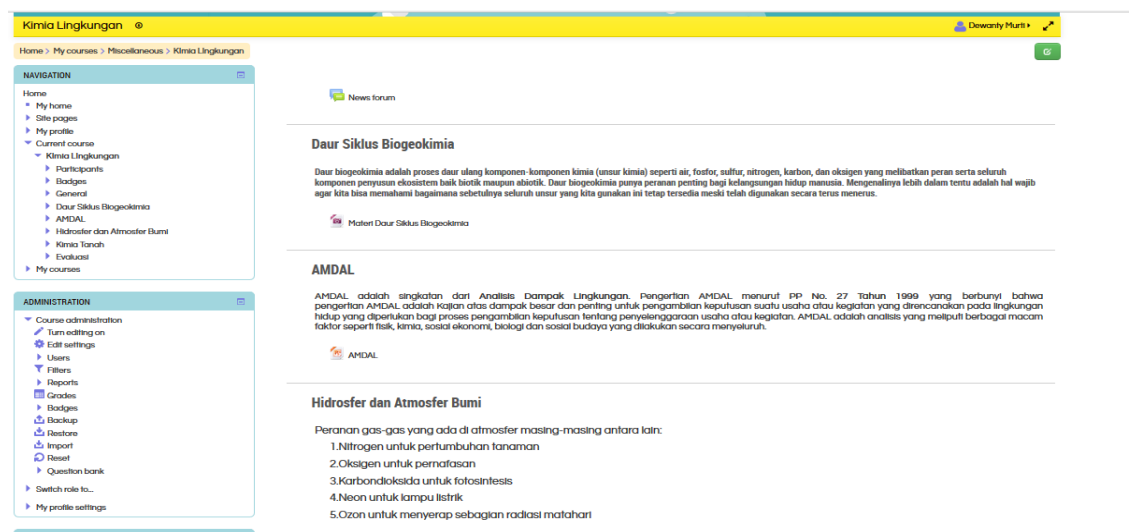 Kimia Lingkungan
Dewanty Murti
Home > My courses > Miscellaneous > Kimia Lingkungan
NAVIGATION
Home
My home
Site pages
My profile
Current course
Kimia Lingkungan
Participants
Badges
General
Daur Siklus Biogeokimia
AMDAL
Hidrosfer dan Atmosfer Bumi
Kimia Tanah
Evaluasi
My courses
ADMINISTRATION
Course administration
Turn editing on
Edit settings
Users
Filters
Reports
Grades
Badges
Backup
Restore
Import
Reset
Question bank
Switch role to...
My profile settings
News forum
Daur Siklus Biogeokimia
Daur biogeokimia adalah proses daur ulang komponen-komponen kimia (unsur kimia) seperti air, fosfor, sulfur, nitrogen, karbon, dan oksigen yang melibatkan peran serta seluruh
komponen penyusun ekosistem baik biotik maupun abiotik. Daur biogeokimia punya peranan penting bagi kelangsungan hidup manusia. Mengenalinya lebih dalam tentu adalah hal wajib
agar kita bisa memahami bagaimana sebetulnya seluruh unsur yang kita gunakan ini tetap tersedia meski telah digunakan secara terus menerus.
Materi Daur Siklus Biogeokimia
AMDAL
AMDAL adalah singkatan dari Analisis Dampak Lingkungan. Pengertian AMDAL menurut PP No. 27 Tahun 1999 yang berbunyi bahwa
pengertian AMDAL adalah Kajian atas dampak besar dan penting untuk pengambilan keputusan suatu usaha atau kegiatan yang direncanakan pada lingkungan
hidup yang diperlukan bagi proses pengambilan keputusan tentang penyelenggaraan usaha atau kegiatan. AMDAL adalah analisis yang meliputi berbagai macam
faktor seperti fisik, kimia, sosial ekonomi, biologi dan sosial budaya yang dilakukan secara menyeluruh.
AMDAL
Hidrosfer dan Atmosfer Bumi
Peranan gas-gas yang ada di atmosfer masing-masing antara lain:
1.Nitrogen untuk pertumbuhan tanaman
2.Oksigen untuk pernafasan
3.Karbondioksida untuk fotosintesis
4.Neon untuk lampu listrik
5.Ozon untuk menyerap sebagian radiasi matahari